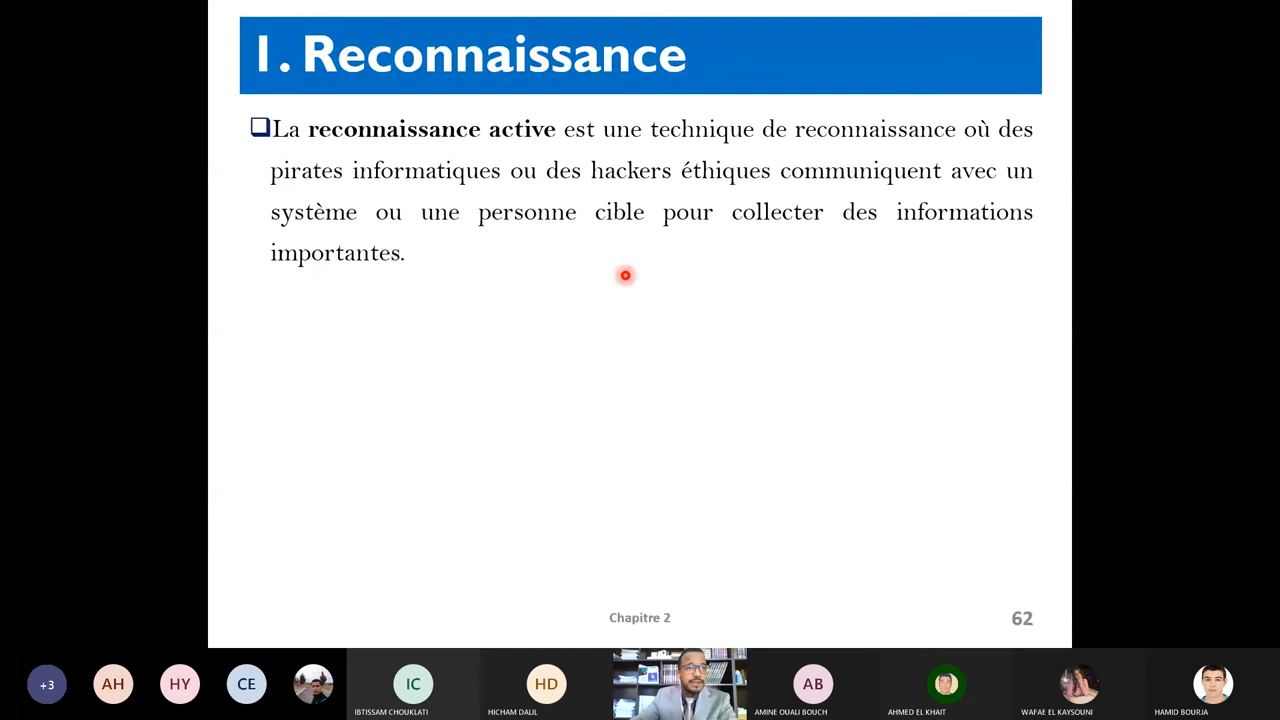 1. Reconnaissance
La reconnaissance active est une technique de reconnaissance où des
pirates informatiques ou des hackers éthiques communiquent avec un
système ou une personne cible pour collecter des informations
importantes.
Chapitre 2
62
+3
AH
HY
CE
IC
HD
AB
IBTISSAM CHOUKLATI
HICHAM DALIL
AMINE OUALI BOUCH
AHMED EL KHAIT
WAFAE EL KAYSOUNI
HAMID BOURJA